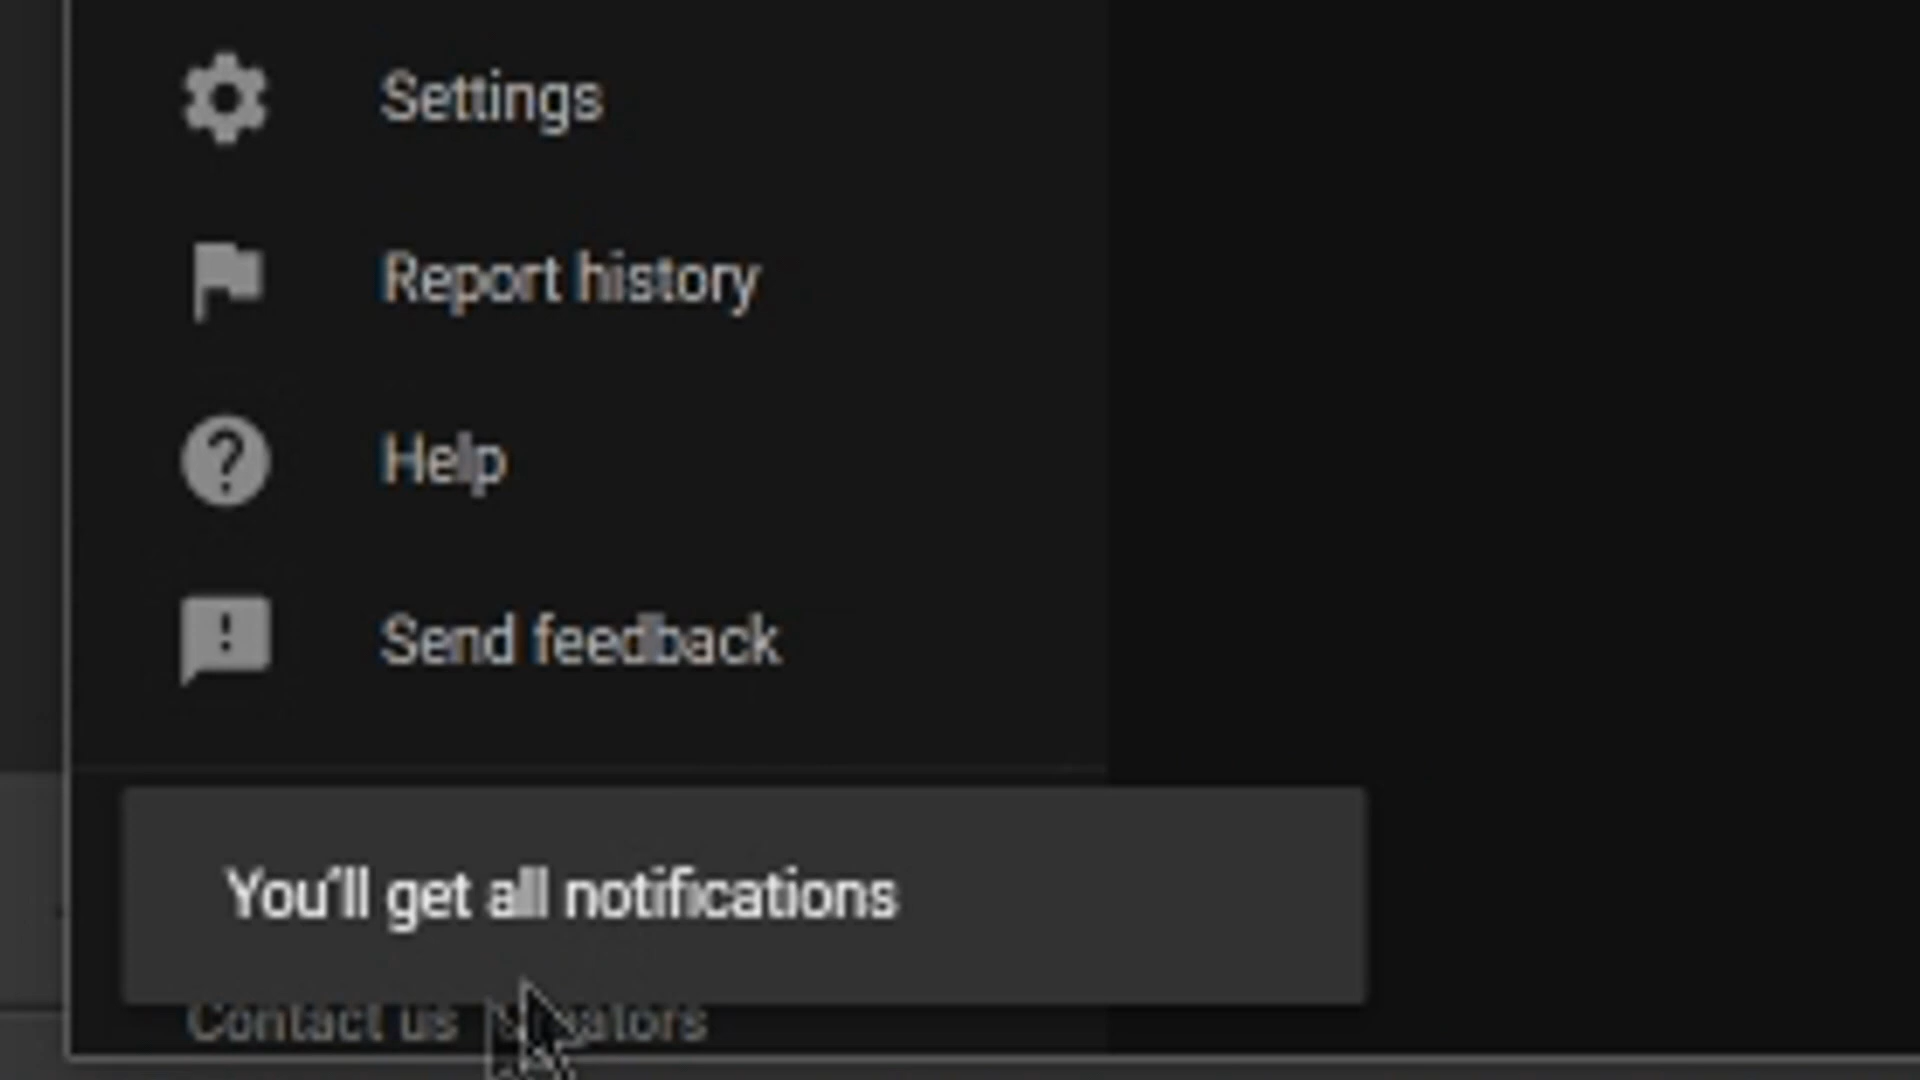 Settings
Report history
Help
Send feedback
You'll get all notifications
Contact us